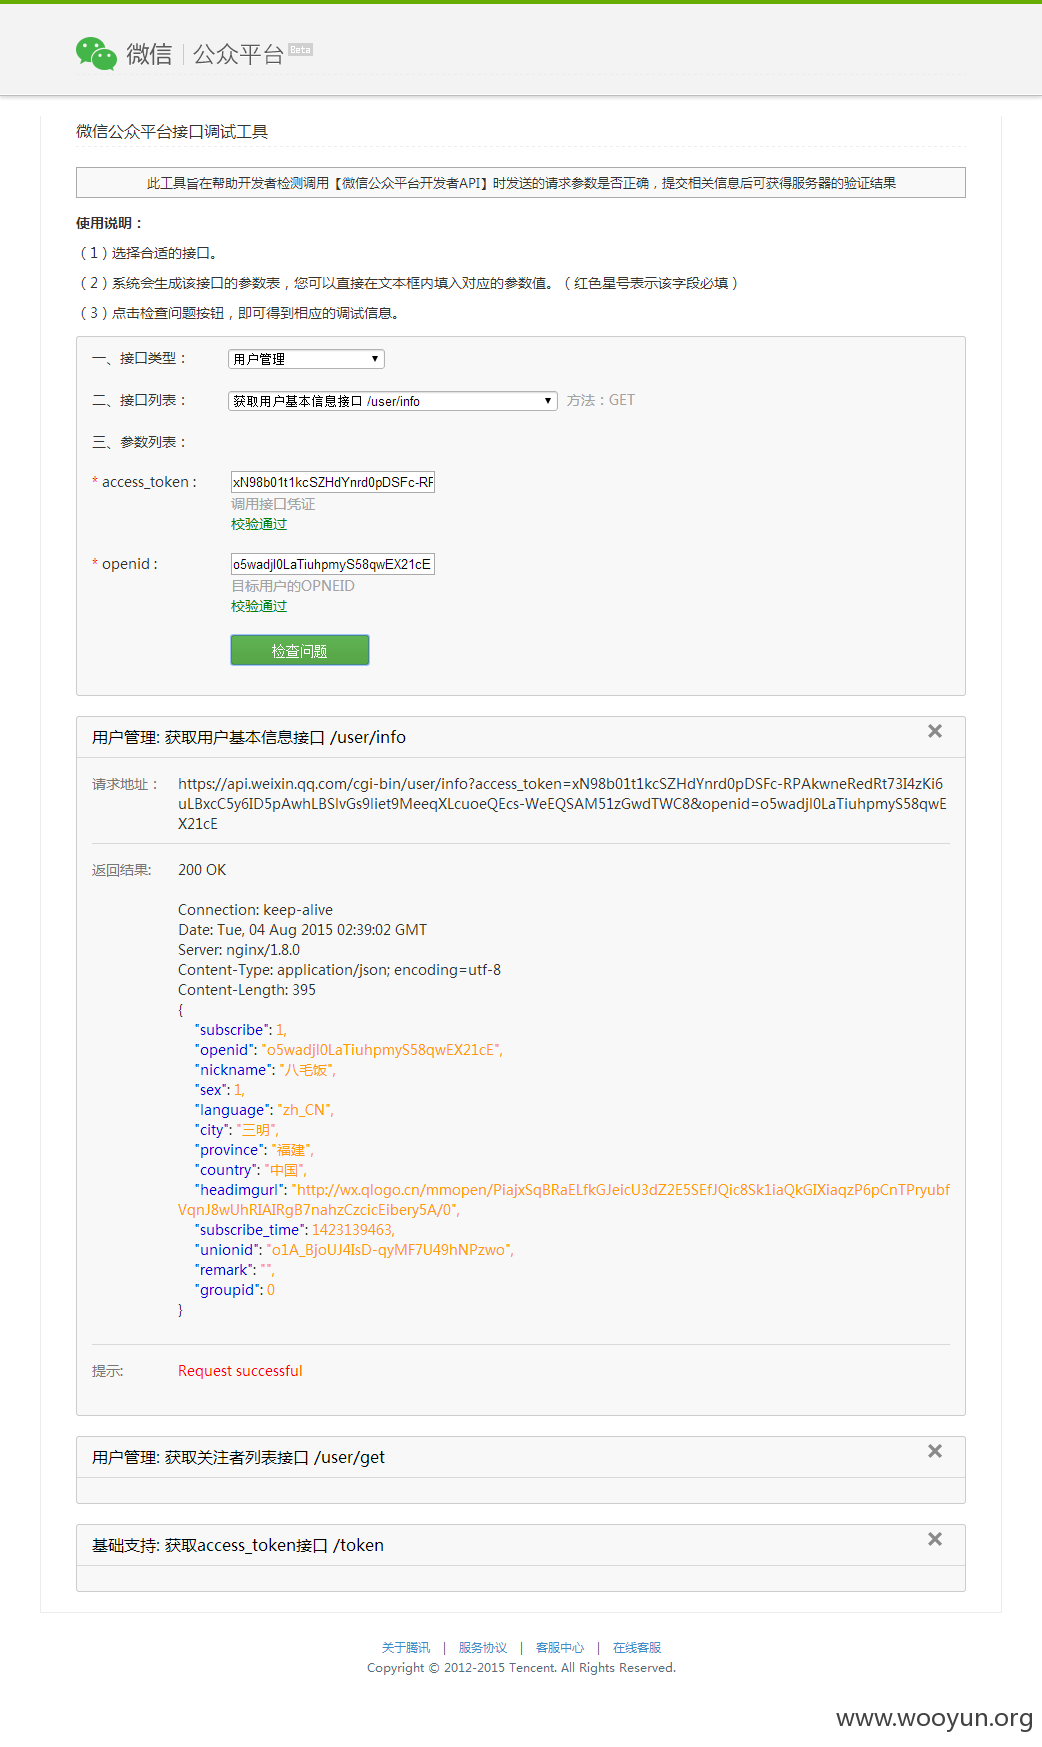 微信 | 公众平台 Beta
微信公众平台接口调试工具
此工具旨在帮助开发者检测调用【微信公众平台开发者API】时发送的请求参数是否正确，提交相关信息后可获得服务器的验证结果
使用说明：
（1）选择合适的接口。
（2）系统会生成该接口的参数表，您可以直接在文本框内填入对应的参数值。（红色星号表示该字段必填）
（3）点击检查问题按钮，即可得到相应的调试信息。
一、接口类型： 用户管理
二、接口列表： 获取用户基本信息接口 /user/info 方法：GET
三、参数列表：
* access_token : xN98b01t1kcSZHdYnrd0pDSFc-RF
调用接口凭证
校验通过
* openid : o5wadjl0LaTiuhpmyS58qwEX21cE
目标用户的OPNEID
校验通过
检查问题
用户管理: 获取用户基本信息接口 /user/info
请求地址： https://api.weixin.qq.com/cgi-bin/user/info?access_token=xN98b01t1kcSZHdYnrd0pDSFc-RPAkwneRedRt73I4zKi6
uLBxcC5y6ID5pAwhLBSlvGs9liet9MeeqXLcuoeQEcs-WeEQSAM51zGwdTWC8&openid=o5wadjl0LaTiuhpmyS58qwE
X21cE
返回结果: 200 OK
Connection: keep-alive
Date: Tue, 04 Aug 2015 02:39:02 GMT
Server: nginx/1.8.0
Content-Type: application/json; encoding=utf-8
Content-Length: 395
{
"subscribe": 1,
"openid": "o5wadjl0LaTiuhpmyS58qwEX21cE",
"nickname": "八毛饭",
"sex": 1,
"language": "zh_CN",
"city": "三明",
"province": "福建",
"country": "中国",
"headimgurl": "http://wx.qlogo.cn/mmopen/PiajxSqBRaELfkGJeicU3dZ2E5SEfJQic8Sk1iaQkGIXiaqzP6pCnTPryubf
VqnJ8wUhRIAIRgB7nahzCzcicEibery5A/0",
"subscribe_time": 1423139463,
"unionid": "o1A_BjoUJ4IsD-qyMF7U49hNPzwo",
"remark": "",
"groupid": 0
}
提示: Request successful
用户管理: 获取关注者列表接口 /user/get
基础支持: 获取access_token接口 /token
关于腾讯 | 服务协议 | 客服中心 | 在线客服
Copyright © 2012-2015 Tencent. All Rights Reserved.
www.wooyun.org